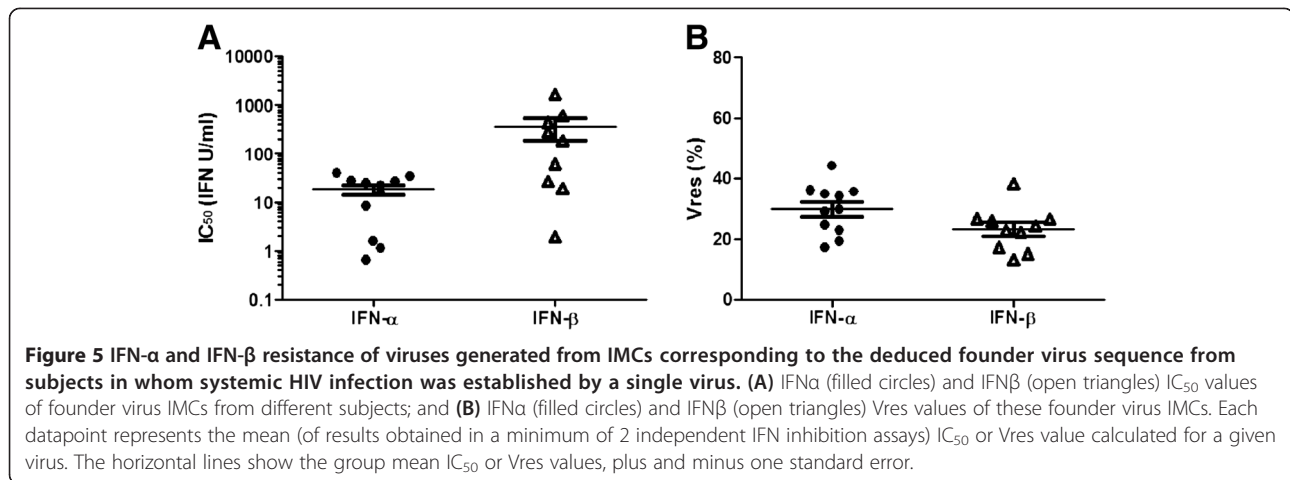 A
B
10000
1000
100
10
1
0.1
IC₅₀ (IFN U/ml)
IFN-α
IFN-β
80
60
40
20
0
Vres (%)
IFN-α
IFN-β
Figure 5 IFN-α and IFN-β resistance of viruses generated from IMCs corresponding to the deduced founder virus sequence from
subjects in whom systemic HIV infection was established by a single virus. (A) IFNα (filled circles) and IFNβ (open triangles) IC₅₀ values
of founder virus IMCs from different subjects; and (B) IFNα (filled circles) and IFNβ (open triangles) Vres values of these founder virus IMCs. Each
datapoint represents the mean (of results obtained in a minimum of 2 independent IFN inhibition assays) IC₅₀ or Vres value calculated for a given
virus. The horizontal lines show the group mean IC₅₀ or Vres values, plus and minus one standard error.